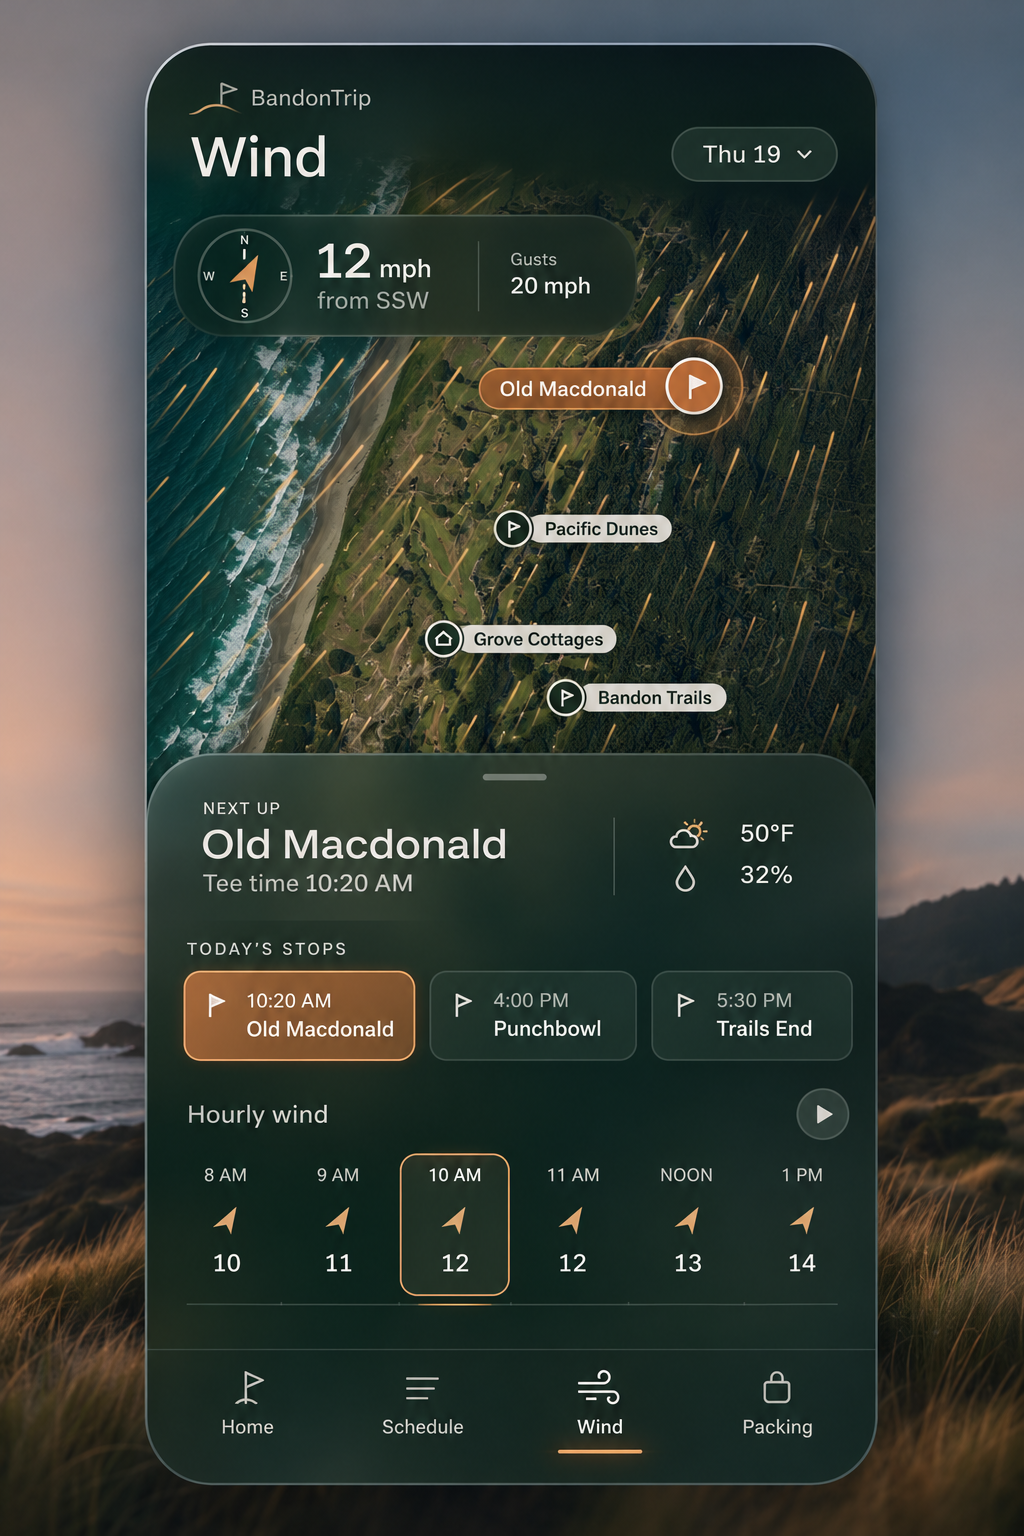 BandonTrip
Wind
Thu 19
N
W
E
S
12 mph
from SSW
Gusts
20 mph
Old Macdonald
Pacific Dunes
Grove Cottages
Bandon Trails
NEXT UP
Old Macdonald
Tee time 10:20 AM
50°F
32%
TODAY'S STOPS
10:20 AM
Old Macdonald
4:00 PM
Punchbowl
5:30 PM
Trails End
Hourly wind
8 AM
9 AM
10 AM
11 AM
NOON
1 PM
10
11
12
12
13
14
Home
Schedule
Wind
Packing